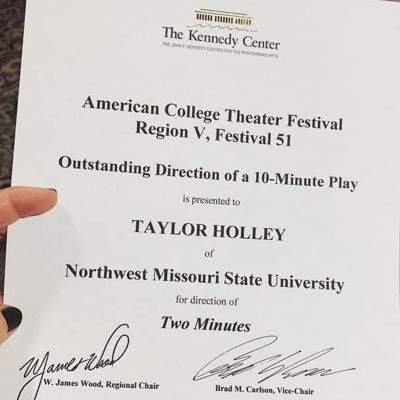 The Kennedy Center
THE JOHN F. KENNEDY CENTER FOR THE PERFORMING ARTS
American College Theater Festival
Region V, Festival 51
Outstanding Direction of a 10-Minute Play
is presented to
TAYLOR HOLLEY
of
Northwest Missouri State University
for direction of
Two Minutes
W. James Wood, Regional Chair
Brad M. Carlson, Vice-Chair